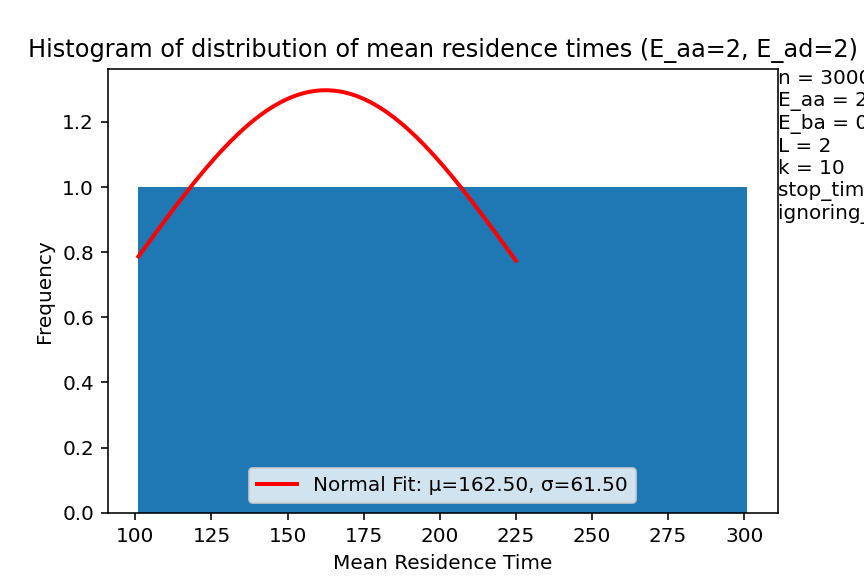 Histogram of distribution of mean residence times (E_aa=2, E_ad=2)
n = 3000
E_aa = 2
E_ba = 0
L = 2
k = 10
stop_tim
ignoring_
Frequency
1.2
1.0
0.8
0.6
0.4
0.2
0.0
Normal Fit: μ=162.50, σ=61.50
100 125 150 175 200 225 250 275 300
Mean Residence Time